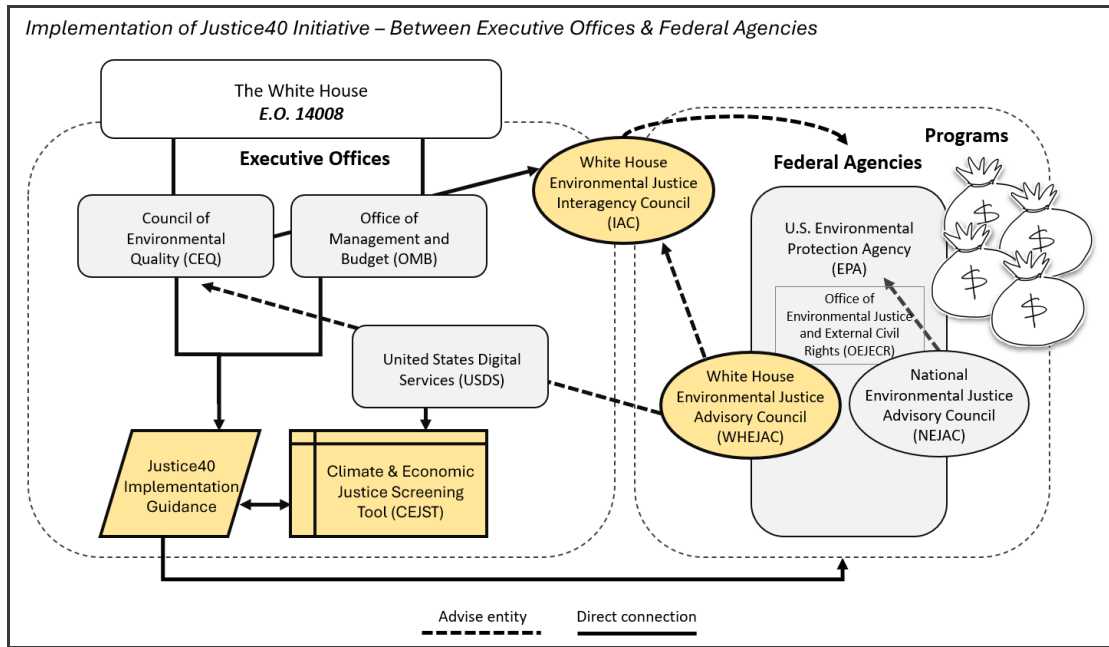 Implementation of Justice40 Initiative – Between Executive Offices & Federal Agencies
The White House
E.O. 14008
Executive Offices
Council of
Environmental
Quality (CEQ)
Office of
Management and
Budget (OMB)
White House
Environmental Justice
Interagency Council
(IAC)
Programs
Federal Agencies
U.S. Environmental
Protection Agency
(EPA)
$
$
$
$
Office of
Environmental Justice
and External Civil
Rights (OEJECR)
United States Digital
Services (USDS)
White House
Environmental Justice
Advisory Council
(WHEJAC)
National
Environmental Justice
Advisory Council
(NEJAC)
Justice40
Implementation
Guidance
Climate & Economic
Justice Screening
Tool (CEJST)
Advise entity
Direct connection